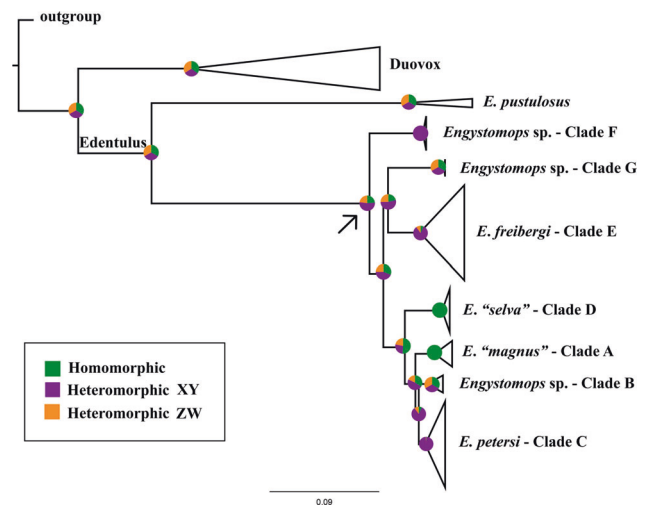 outgroup
Duovox
E. pustulosus
Engystomops sp. - Clade F
Edentulus
Engystomops sp. - Clade G
E. freibergi - Clade E
E. “selva” - Clade D
E. “magnus” - Clade A
Engystomops sp. - Clade B
E. petersi - Clade C
Homomorphic
Heteromorphic XY
Heteromorphic ZW
0.09